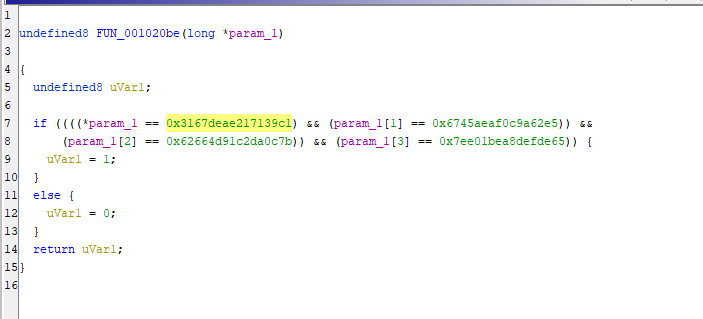 1
2 undefined8 FUN_001020be(long *param_1)
3
4 {
5 undefined8 uVar1;
6
7 if ((((*param_1 == 0x3167deae217139c1) && (param_1[1] == 0x6745aeaf0c9a62e5)) &&
8 (param_1[2] == 0x62664d91c2da0c7b)) && (param_1[3] == 0x7ee01bea8defde65)) {
9 uVar1 = 1;
10 }
11 else {
12 uVar1 = 0;
13 }
14 return uVar1;
15 }
16